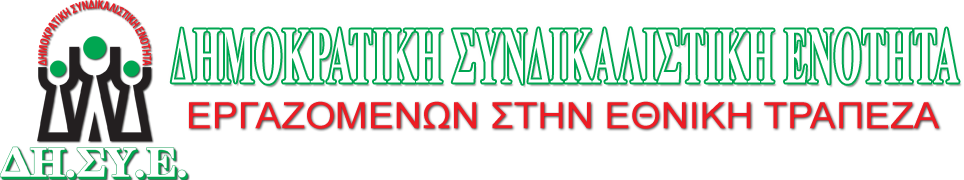 ΔΗΜΟΚΡΑΤΙΚΗ ΣΥΝΔΙΚΑΛΙΣΤΙΚΗ ΕΝΟΤΗΤΑ
ΔΗ.ΣΥ.Ε.
ΔΗΜΟΚΡΑΤΙΚΗ ΣΥΝΔΙΚΑΛΙΣΤΙΚΗ ΕΝΟΤΗΤΑ
ΕΡΓΑΖΟΜΕΝΩΝ ΣΤΗΝ ΕΘΝΙΚΗ ΤΡΑΠΕΖΑ